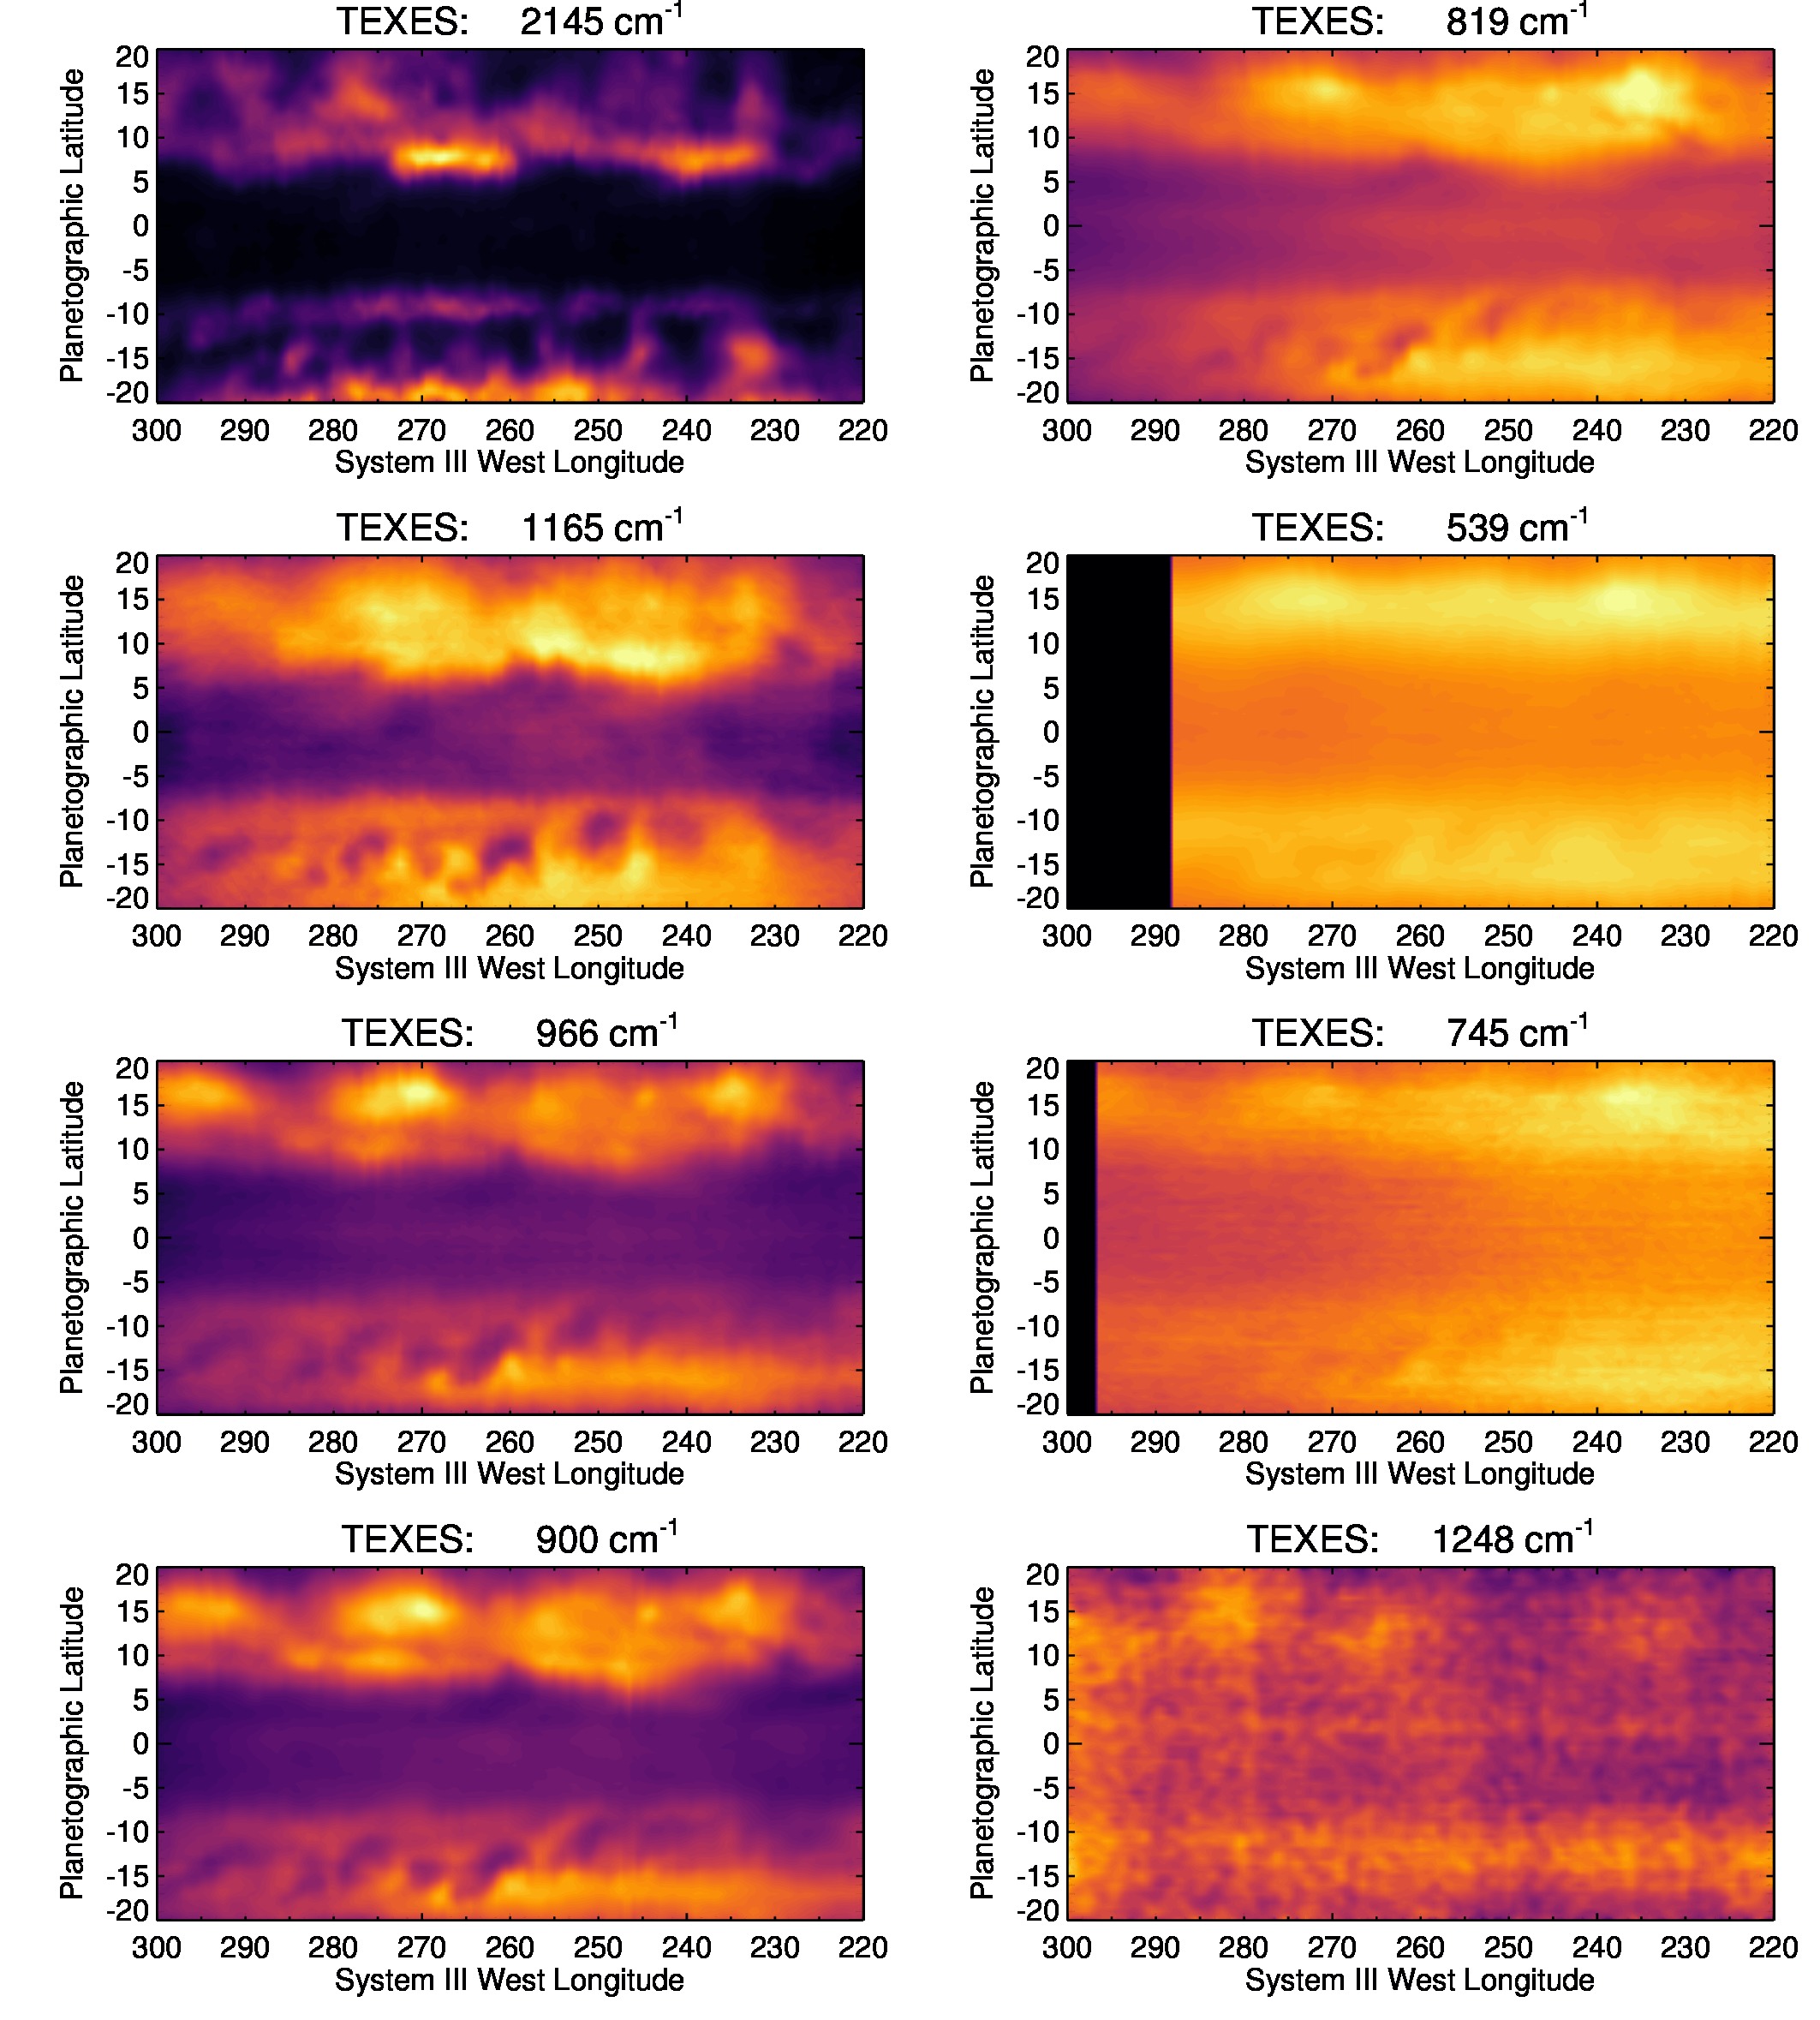 TEXES: 2145 cm⁻¹
Planetographic Latitude
20
15
10
5
0
-5
-10
-15
-20
300 290 280 270 260 250 240 230 220
System III West Longitude
TEXES: 819 cm⁻¹
Planetographic Latitude
20
15
10
5
0
-5
-10
-15
-20
300 290 280 270 260 250 240 230 220
System III West Longitude
TEXES: 1165 cm⁻¹
Planetographic Latitude
20
15
10
5
0
-5
-10
-15
-20
300 290 280 270 260 250 240 230 220
System III West Longitude
TEXES: 539 cm⁻¹
Planetographic Latitude
20
15
10
5
0
-5
-10
-15
-20
300 290 280 270 260 250 240 230 220
System III West Longitude
TEXES: 966 cm⁻¹
Planetographic Latitude
20
15
10
5
0
-5
-10
-15
-20
300 290 280 270 260 250 240 230 220
System III West Longitude
TEXES: 745 cm⁻¹
Planetographic Latitude
20
15
10
5
0
-5
-10
-15
-20
300 290 280 270 260 250 240 230 220
System III West Longitude
TEXES: 900 cm⁻¹
Planetographic Latitude
20
15
10
5
0
-5
-10
-15
-20
300 290 280 270 260 250 240 230 220
System III West Longitude
TEXES: 1248 cm⁻¹
Planetographic Latitude
20
15
10
5
0
-5
-10
-15
-20
300 290 280 270 260 250 240 230 220
System III West Longitude